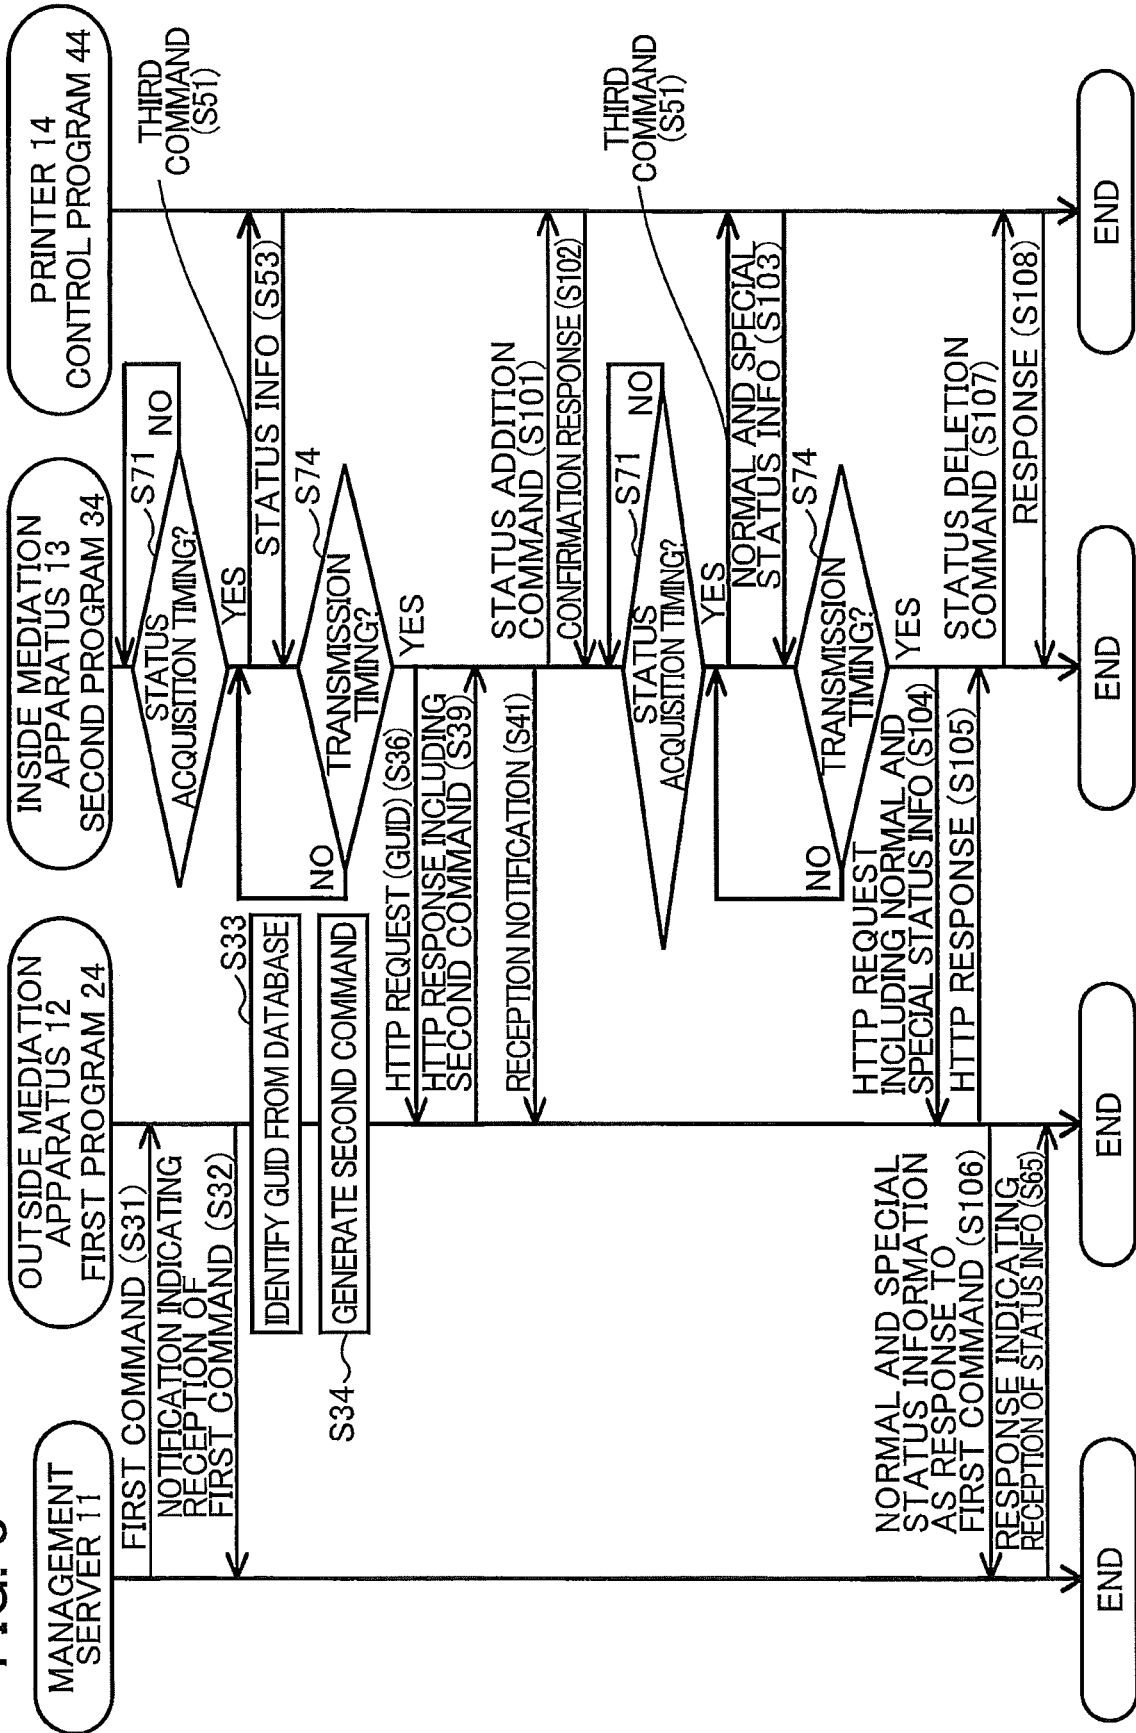 MANAGEMENT
SERVER 11
OUTSIDE MEDIATION
APPARATUS 12
FIRST PROGRAM 24
INSIDE MEDIATION
APPARATUS 13
SECOND PROGRAM 34
PRINTER 14
CONTROL PROGRAM 44
FIRST COMMAND (S31)
NOTIFICATION INDICATING
RECEPTION OF
FIRST COMMAND (S32)
S33
IDENTIFY GUID FROM DATABASE
GENERATE SECOND COMMAND
S34
S71
STATUS
ACQUISITION TIMING?
NO
YES
THIRD
COMMAND
(S51)
STATUS INFO (S53)
S74
TRANSMISSION
TIMING?
NO
YES
HTTP REQUEST (GUID) (S36)
HTTP RESPONSE INCLUDING
SECOND COMMAND (S39)
RECEPTION NOTIFICATION (S41)
STATUS ADDITION
COMMAND (S101)
CONFIRMATION RESPONSE (S102)
S71
STATUS
ACQUISITION TIMING?
NO
YES
THIRD
COMMAND
(S51)
NORMAL AND SPECIAL
STATUS INFO (S103)
S74
TRANSMISSION
TIMING?
NO
YES
HTTP REQUEST
INCLUDING NORMAL AND
SPECIAL STATUS INFO (S104)
HTTP RESPONSE (S105)
NORMAL AND SPECIAL
STATUS INFORMATION
AS RESPONSE TO
FIRST COMMAND (S106)
RESPONSE INDICATING
RECEPTION OF STATUS INFO (S65)
STATUS DELETION
COMMAND (S107)
RESPONSE (S108)
END
END
END
END